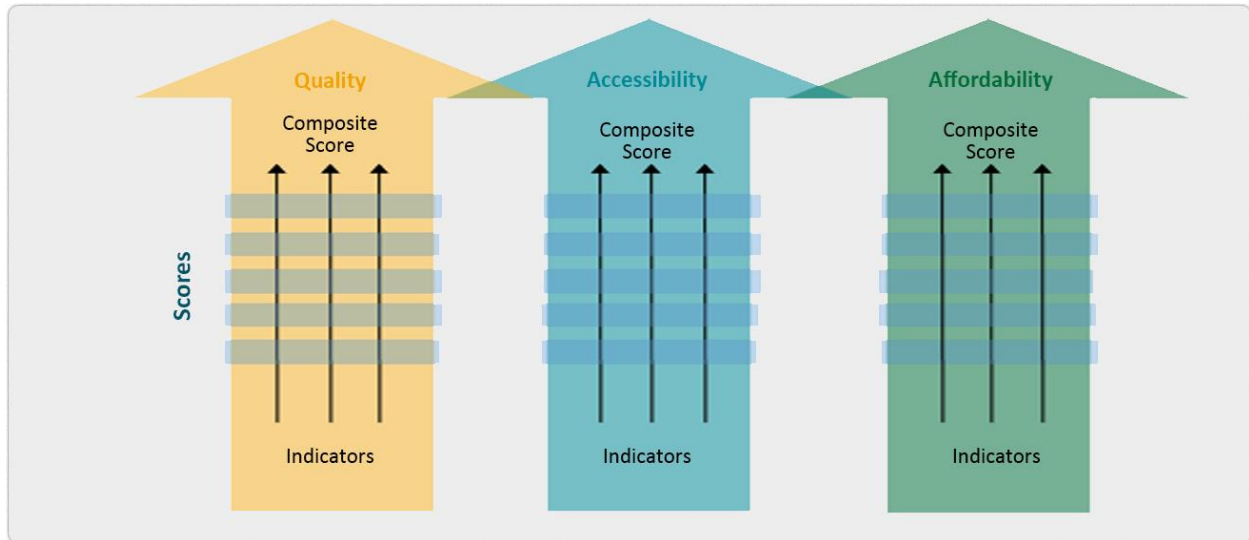 Quality
Composite
Score
Indicators
Accessibility
Composite
Score
Indicators
Affordability
Composite
Score
Indicators
Scores